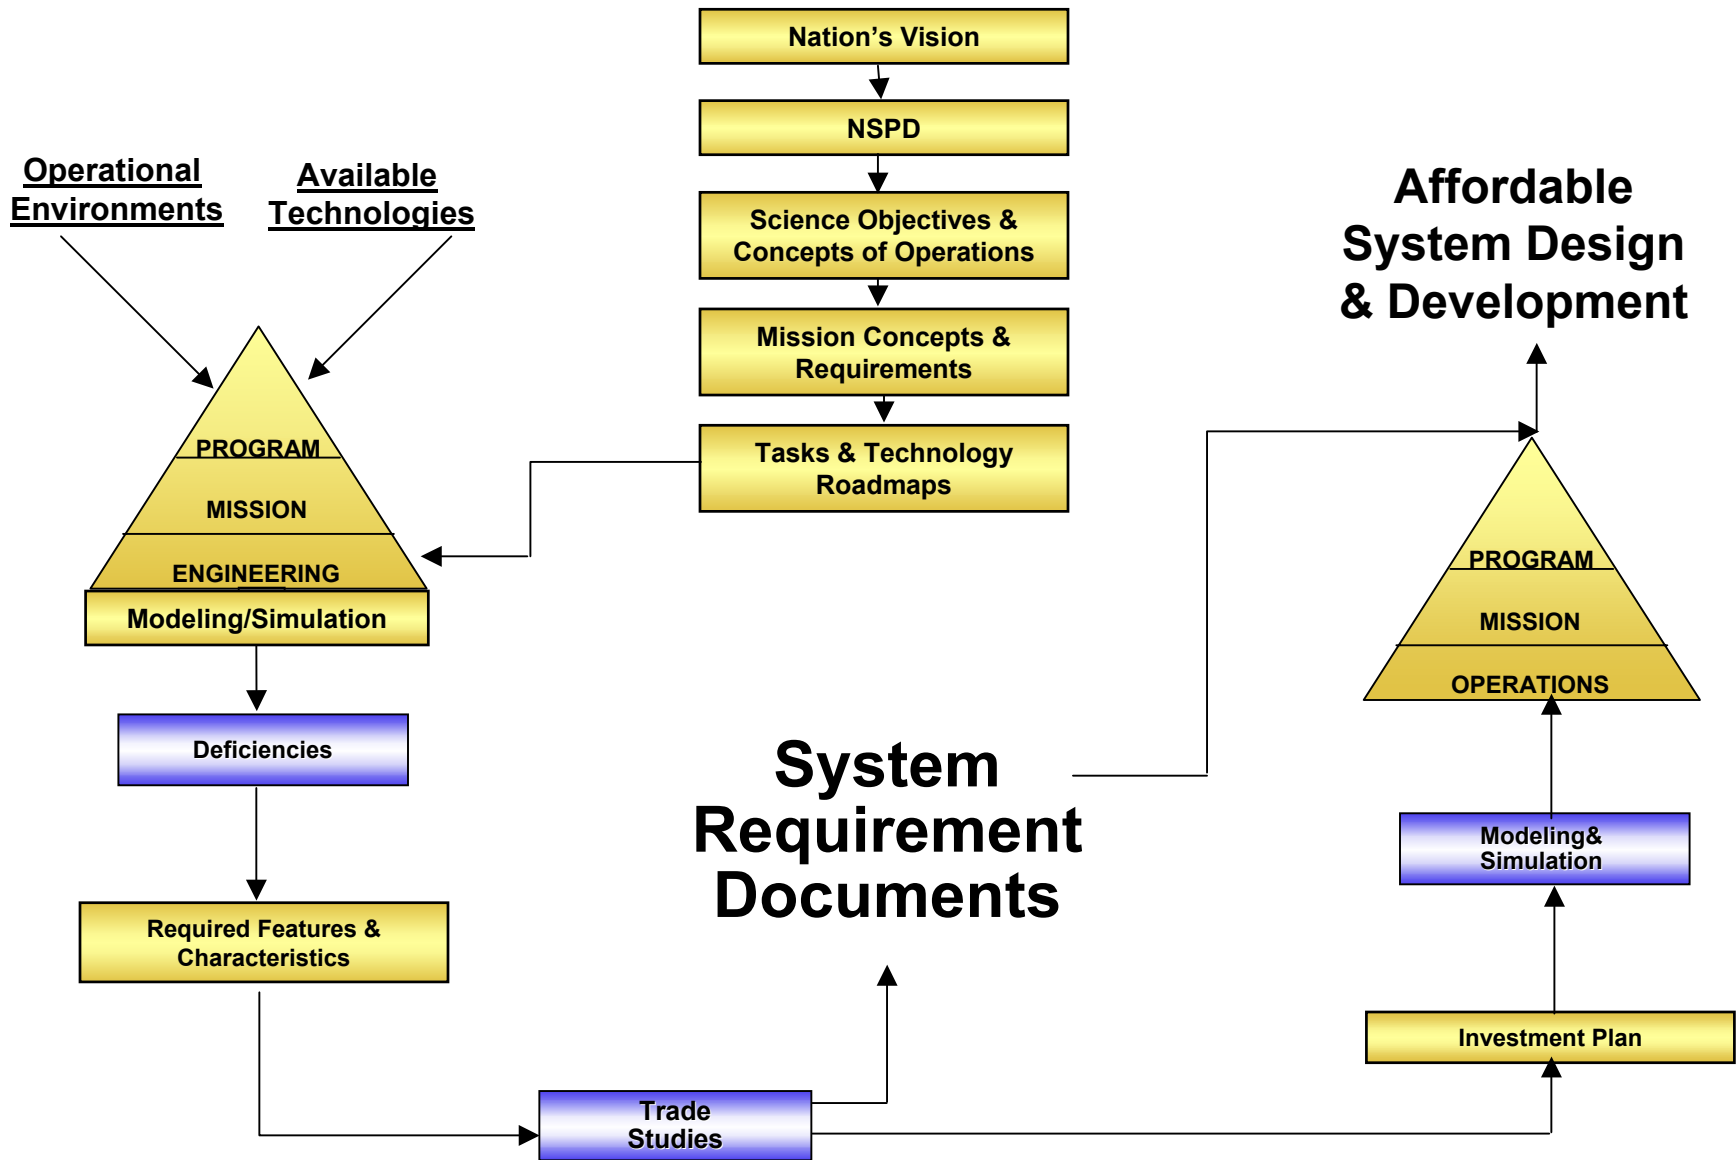 Nation’s Vision
NSPD
Science Objectives &
Concepts of Operations
Mission Concepts &
Requirements
Tasks & Technology
Roadmaps
Operational
Environments
Available
Technologies
PROGRAM
MISSION
ENGINEERING
Modeling/Simulation
Deficiencies
Required Features &
Characteristics
Trade
Studies
System
Requirement
Documents
Affordable
System Design
& Development
PROGRAM
MISSION
OPERATIONS
Modeling&
Simulation
Investment Plan